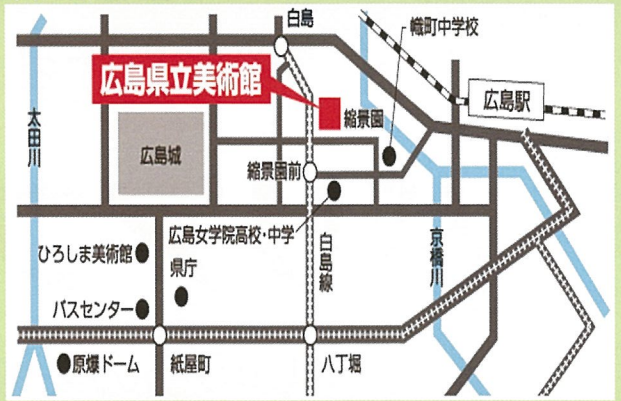 白島
幟町中学校
広島県立美術館
広島駅
縮景園
太田川
広島城
縮景園前
広島女学院高校・中学
白島線
京橋川
ひろしま美術館
県庁
バスセンター
原爆ドーム
紙屋町
八丁堀